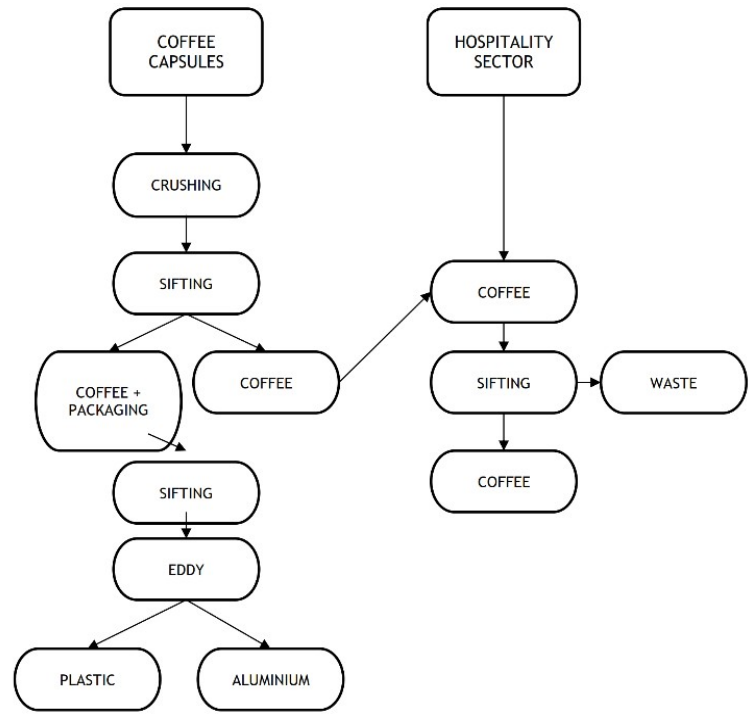 COFFEE
CAPSULES
HOSPITALITY
SECTOR
CRUSHING
SIFTING
COFFEE
COFFEE +
PACKAGING
COFFEE
SIFTING
WASTE
COFFEE
SIFTING
EDDY
PLASTIC
ALUMINIUM